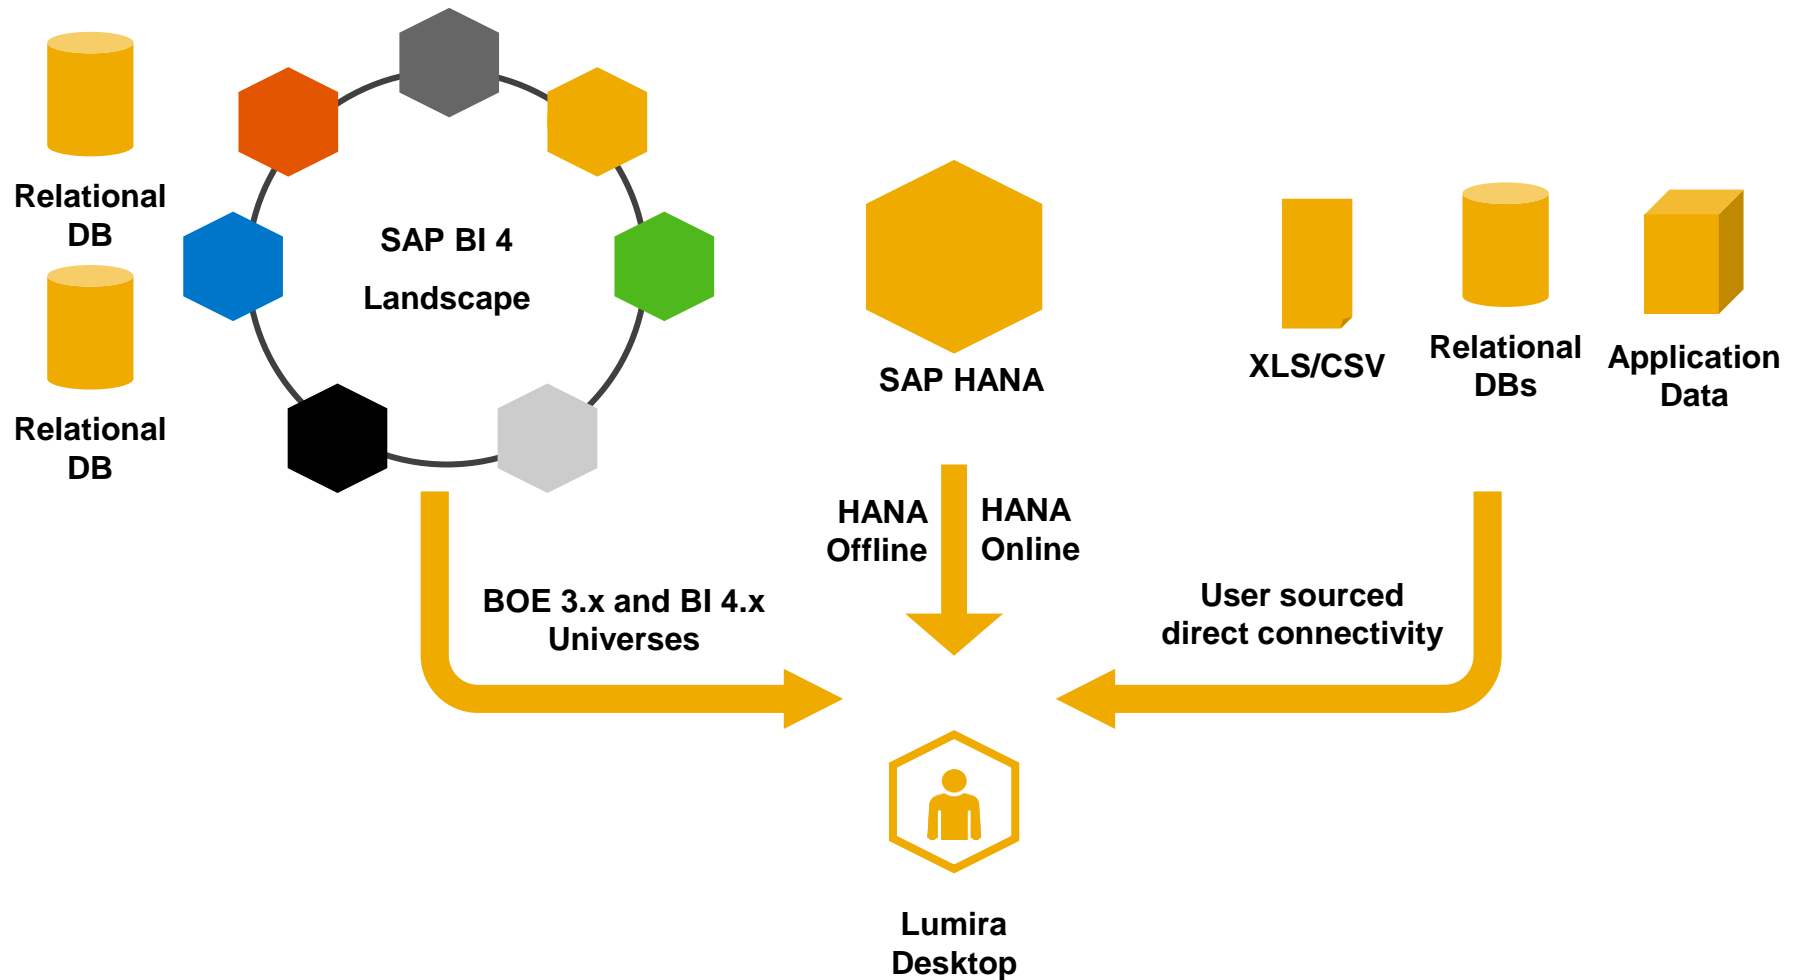 Relational
DB
Relational
DB
SAP BI 4
Landscape
SAP HANA
XLS/CSV
Relational
DBs
Application
Data
BOE 3.x and BI 4.x
Universes
HANA
Offline
HANA
Online
User sourced
direct connectivity
Lumira
Desktop